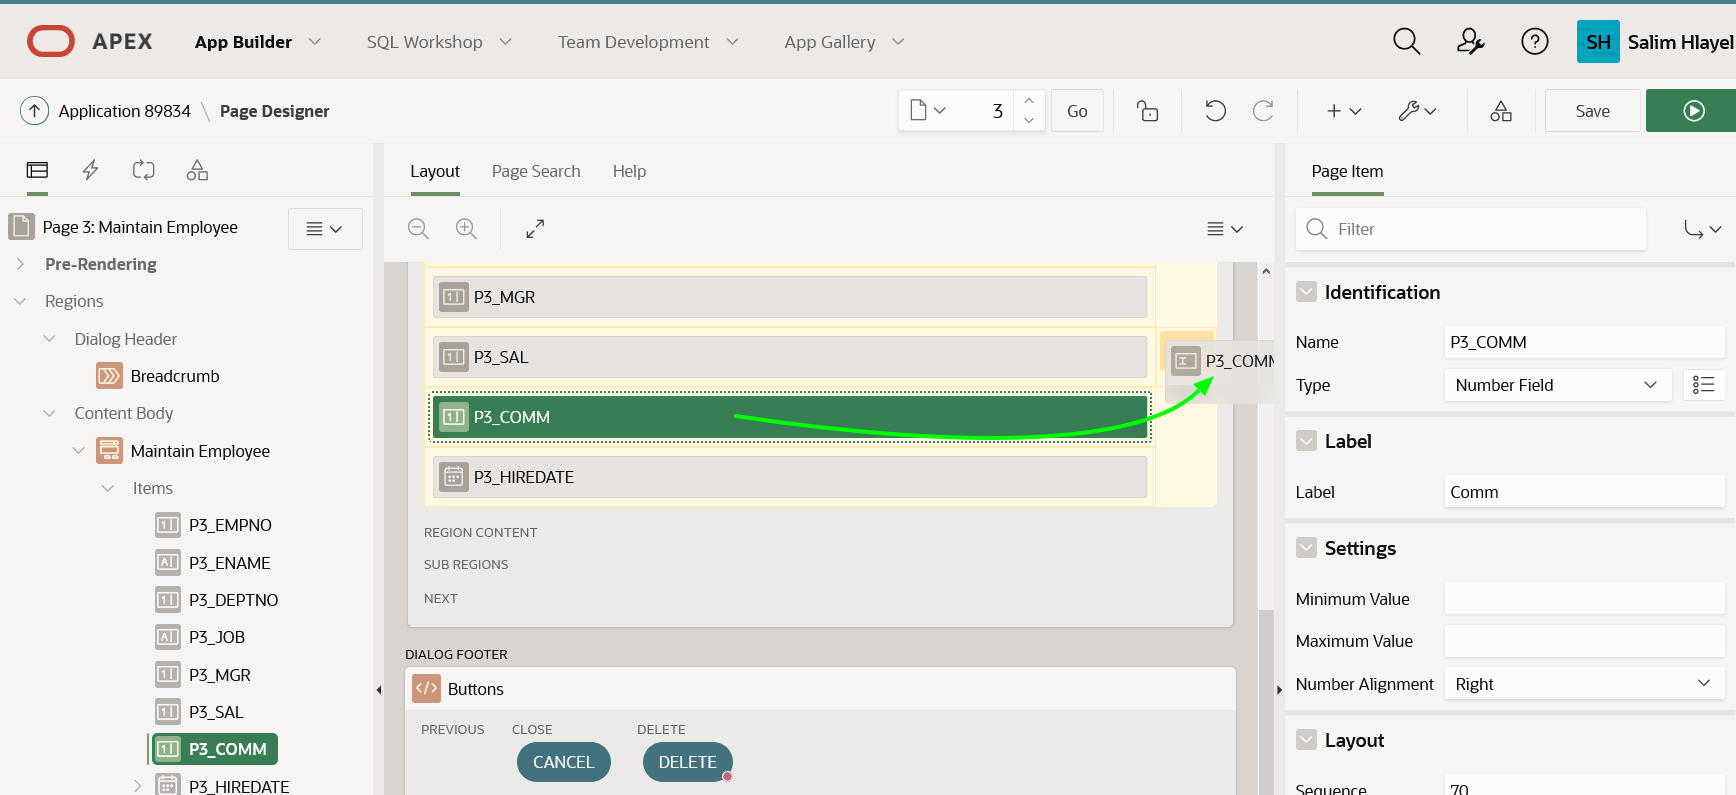 APEX App Builder SQL Workshop Team Development App Gallery SH Salim Hlayel
Application 89834 \ Page Designer 3 Go Save
Page 3: Maintain Employee
Pre-Rendering
Regions
Dialog Header
Breadcrumb
Content Body
Maintain Employee
Items
P3_EMPNO
P3_ENAME
P3_DEPTNO
P3_JOB
P3_MGR
P3_SAL
P3_COMM
P3_HIREDATE
Layout Page Search Help
P3_MGR
P3_SAL P3_COMM
P3_COMM
P3_HIREDATE
REGION CONTENT
SUB REGIONS
NEXT
DIALOG FOOTER
Buttons
PREVIOUS CLOSE DELETE
CANCEL DELETE
Page Item
Filter
Identification
Name P3_COMM
Type Number Field
Label
Label Comm
Settings
Minimum Value
Maximum Value
Number Alignment Right
Layout
Sequence 70